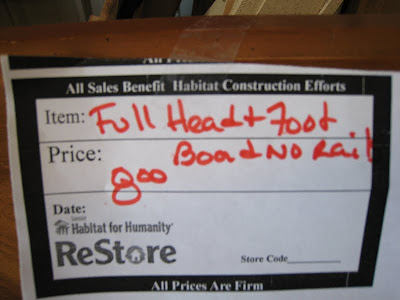 All Sales Benefit Habitat Construction Efforts
Item: Full Head + Foot
Price: Board No Rail
8⁰⁰
Date:
Habitat for Humanity®
ReStore
Store Code
All Prices Are Firm